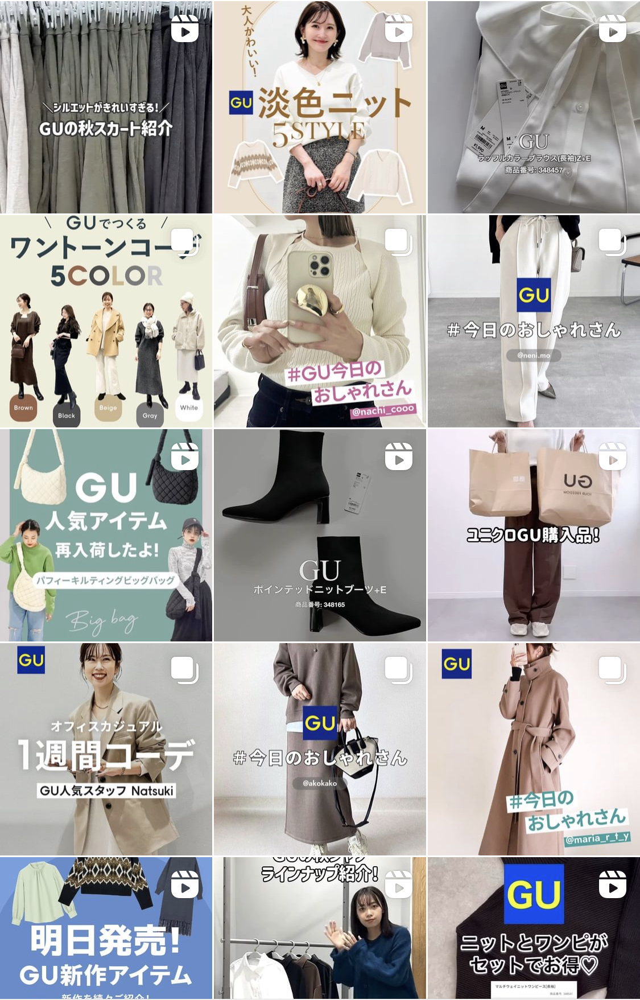 シルエットがきれいすぎる!
GUの秋スカート紹介
大人かわいい!
GU 淡色ニット
5STYLE
GU
M
¥1,990
M
GU
ラッフルカラーブラウス(長袖)Z+E
商品番号: 348457
GUでつくる
ワントーンコーデ
5COLOR
Brown
Black
Beige
Gray
White
#GU今日の
おしゃれさん
@nachi_cooo
GU
#今日のおしゃれさん
@neni.mo
GU
人気アイテム
再入荷したよ!
パフィーキルティングビッグバッグ
Big bag
GU
ポインテッドニットブーツ+E
商品番号: 348165
GU
YOUR FREEDOM
ユニクロGU購入品!
GU
オフィスカジュアル
1週間コーデ
GU人気スタッフ Natsuki
GU
#今日のおしゃれさん
@akokako
GU
#今日の
おしゃれさん
@maria_r_t_y
明日発売!
GU新作アイテム
新作を続々ご紹介!
ラインナップ紹介!
GU
ニットとワンピが
セットでお得♡
マルチウェイニットワンピース(長袖)